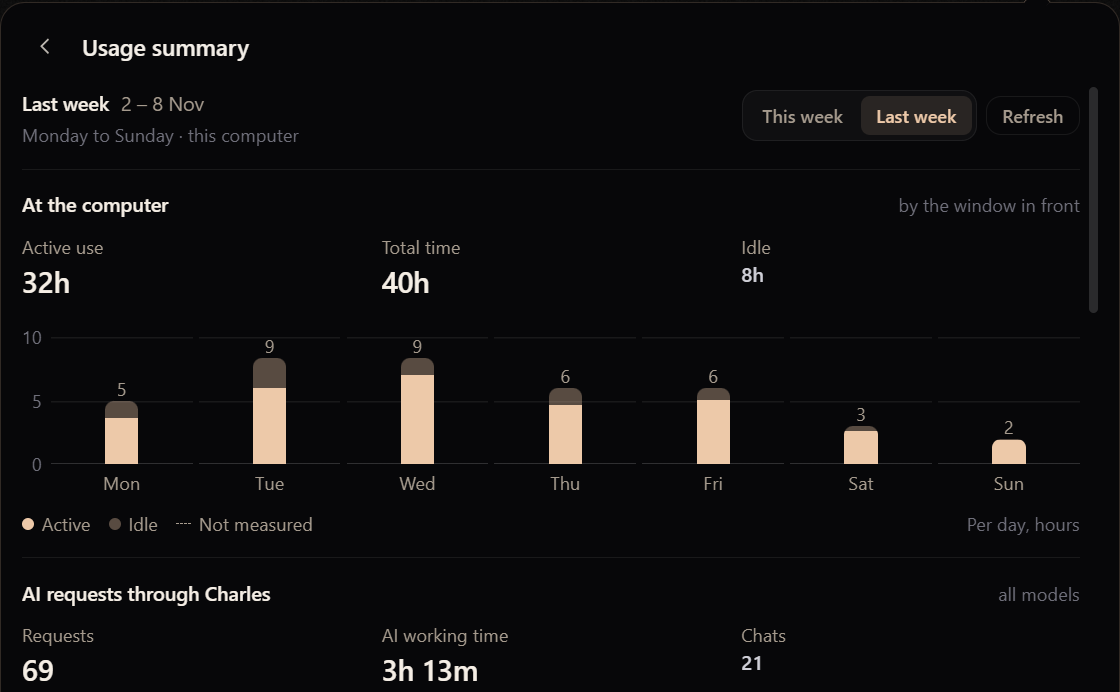 Usage summary
Last week 2 – 8 Nov
Monday to Sunday · this computer
This week Last week Refresh
At the computer by the window in front
Active use Total time Idle
32h 40h 8h
10
5
0
5 9 9 6 6 3 2
Mon Tue Wed Thu Fri Sat Sun
Active Idle Not measured Per day, hours
AI requests through Charles all models
Requests AI working time Chats
69 3h 13m 21